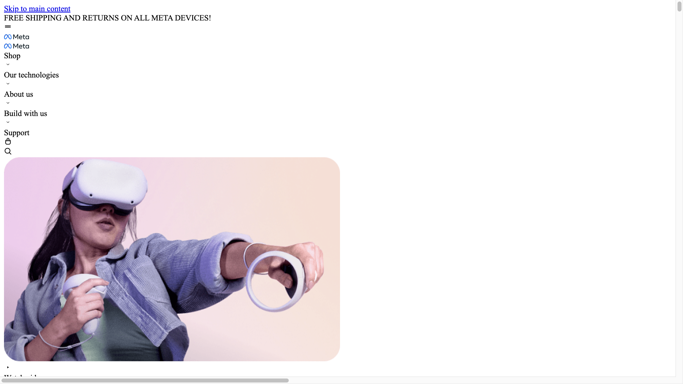 Skip to main content
FREE SHIPPING AND RETURNS ON ALL META DEVICES!
Meta
Meta
Shop
Our technologies
About us
Build with us
Support